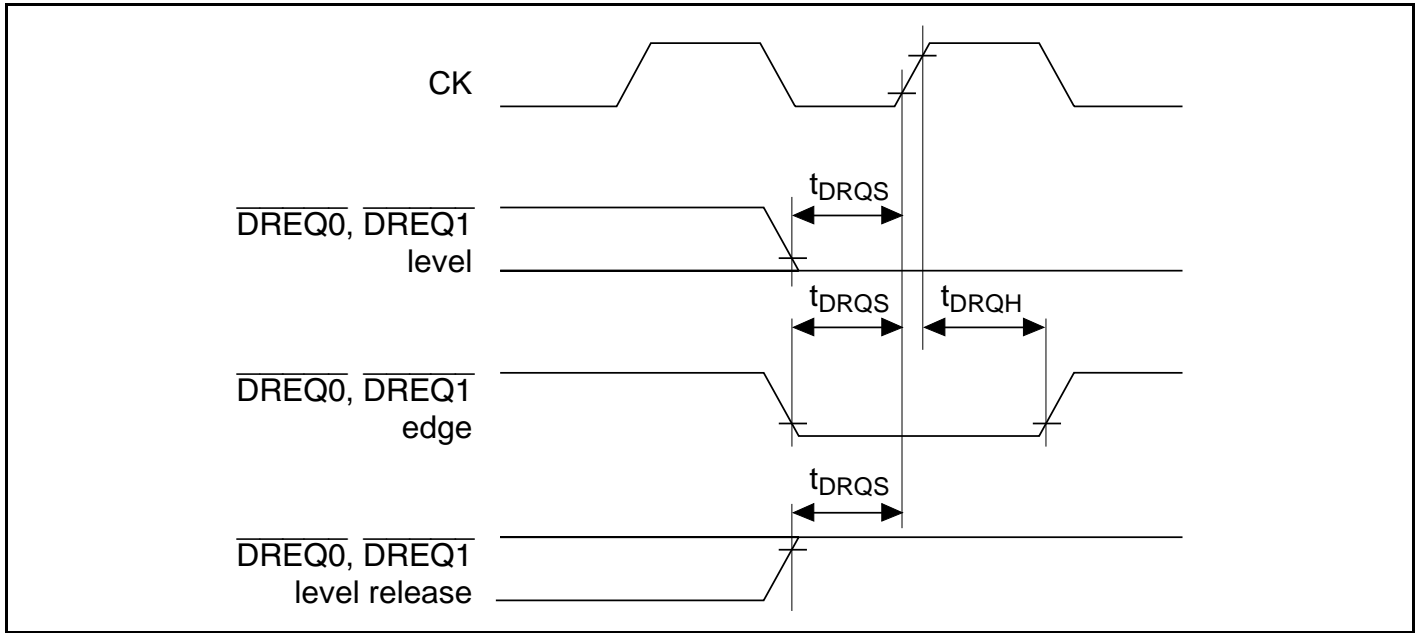 CK
tDRQS
DREQ0, DREQ1
level
tDRQS tDRQH
DREQ0, DREQ1
edge
tDRQS
DREQ0, DREQ1
level release